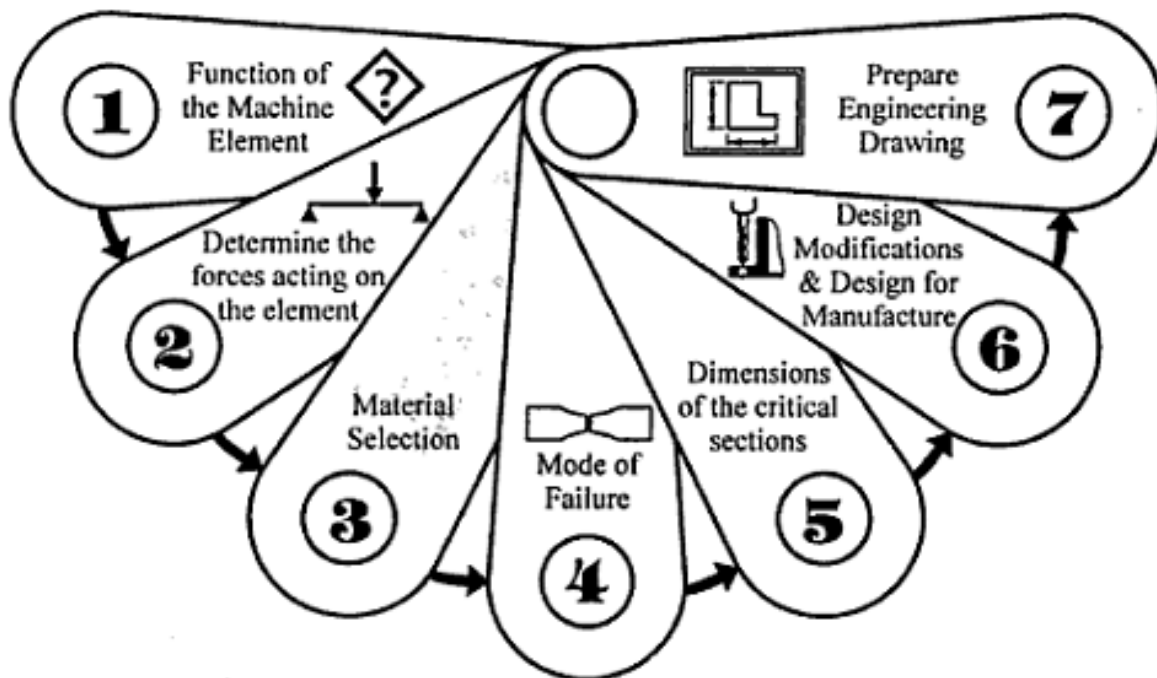 1
Function of
the Machine
Element
?
2
Determine the
forces acting on
the element
3
Material
Selection
4
Mode of
Failure
5
Dimensions
of the critical
sections
6
Design
Modifications
& Design for
Manufacture
7
Prepare
Engineering
Drawing